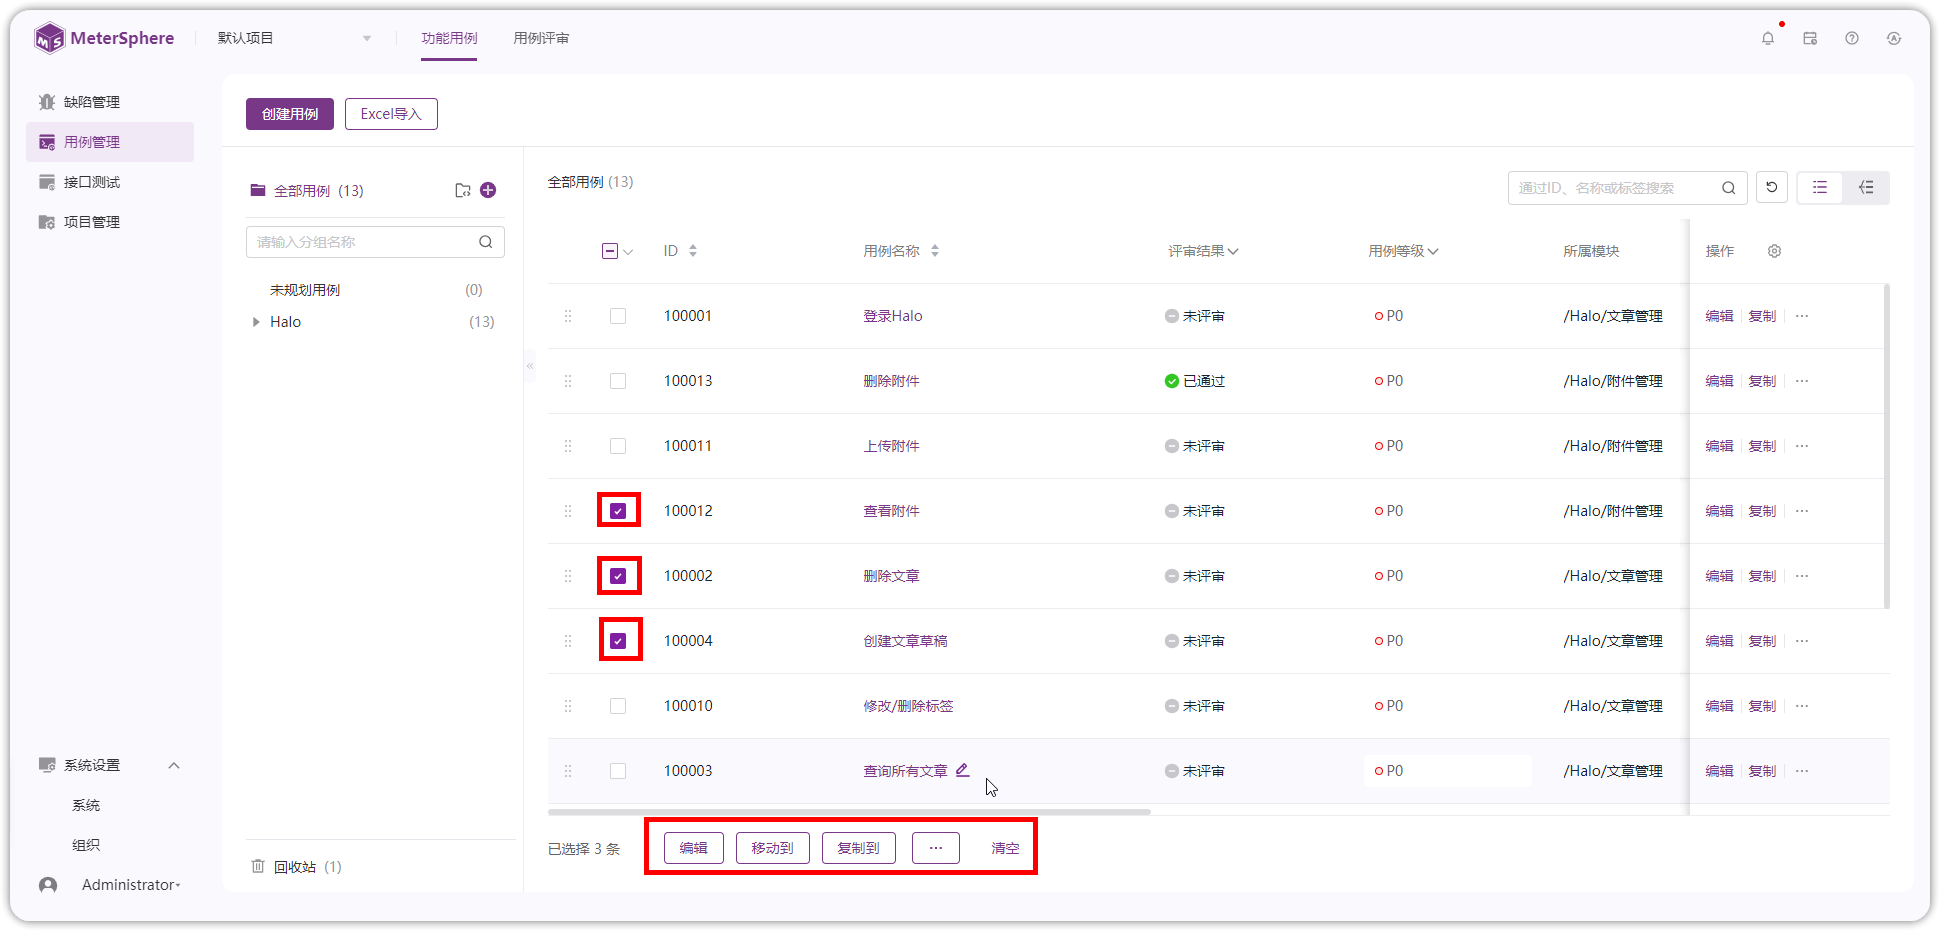 MeterSphere 默认项目 功能用例 用例评审
缺陷管理
用例管理
接口测试
项目管理
系统设置
系统
组织
Administrator
创建用例 Excel导入
全部用例 (13)
请输入分组名称
未规划用例 (0)
Halo (13)
回收站 (1)
全部用例 (13)
通过ID、名称或标签搜索
ID 用例名称 评审结果 用例等级 所属模块 操作
100001 登录Halo 未评审 P0 /Halo/文章管理 编辑 复制 ···
100013 删除附件 已通过 P0 /Halo/附件管理 编辑 复制 ···
100011 上传附件 未评审 P0 /Halo/附件管理 编辑 复制 ···
100012 查看附件 未评审 P0 /Halo/附件管理 编辑 复制 ···
100002 删除文章 未评审 P0 /Halo/文章管理 编辑 复制 ···
100004 创建文章草稿 未评审 P0 /Halo/文章管理 编辑 复制 ···
100010 修改/删除标签 未评审 P0 /Halo/文章管理 编辑 复制 ···
100003 查询所有文章 未评审 P0 /Halo/文章管理 编辑 复制 ···
已选择 3 条 编辑 移动到 复制到 ··· 清空